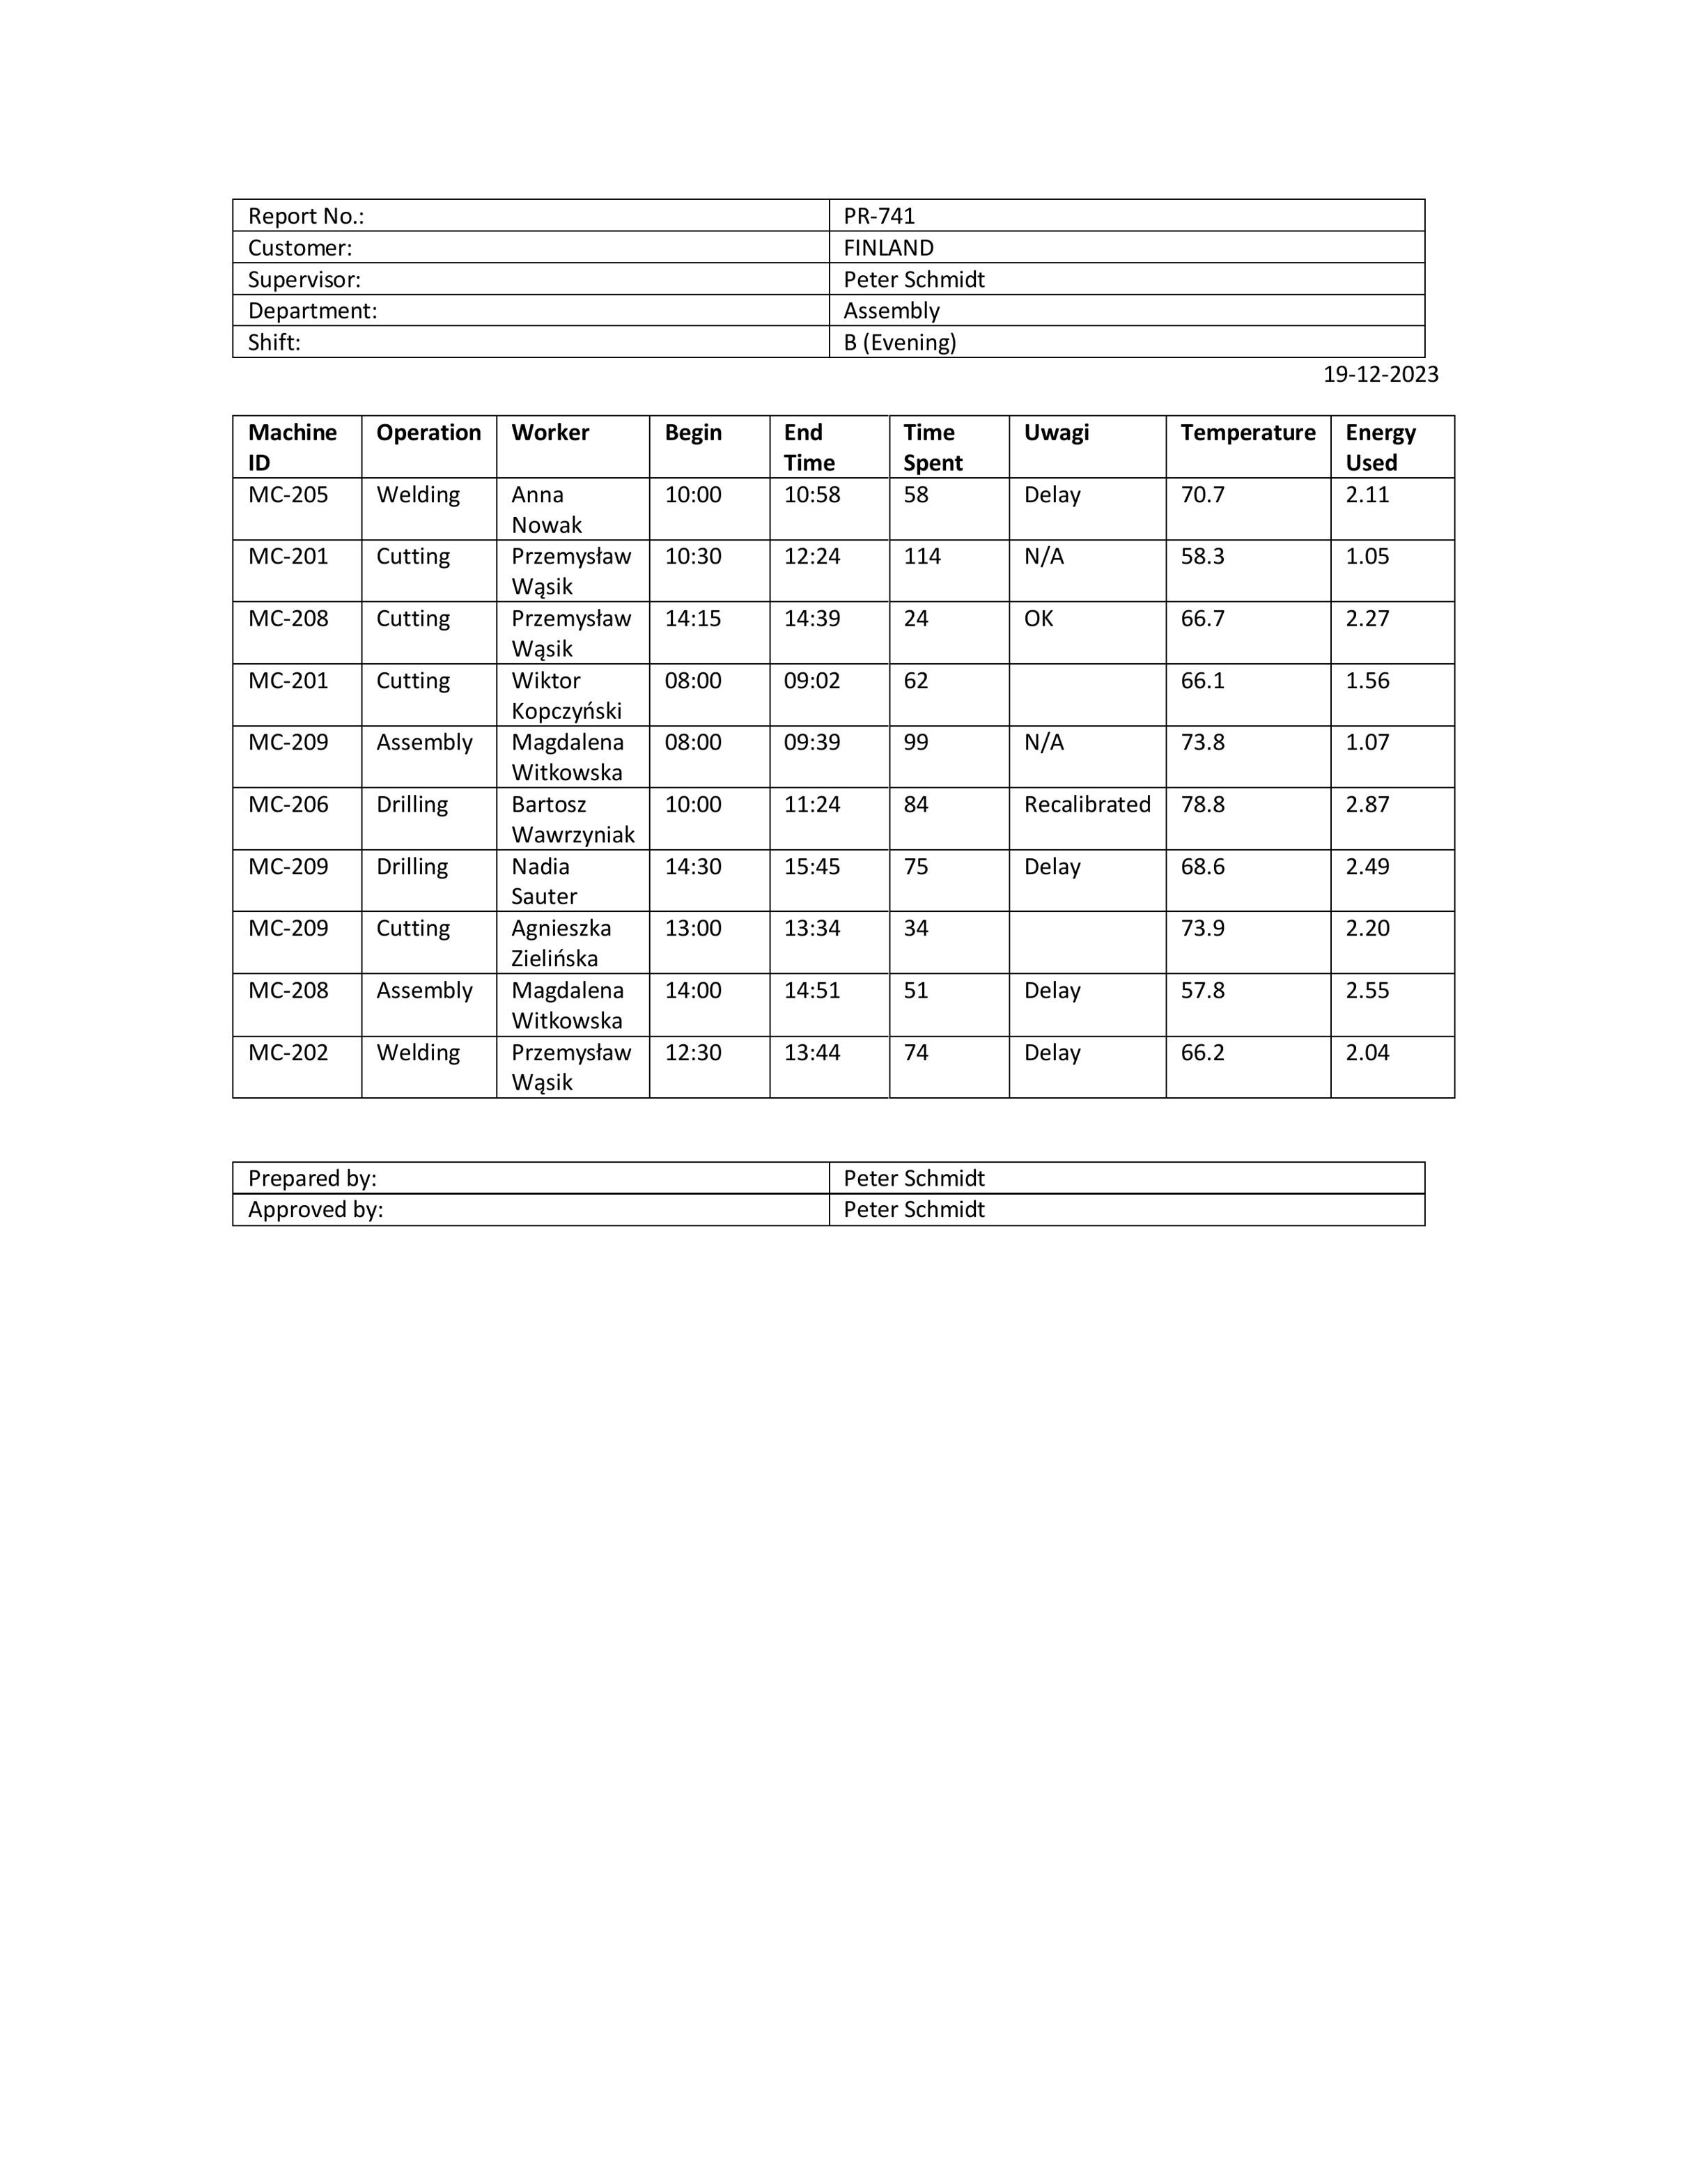 Report No.: PR-741
Customer: FINLAND
Supervisor: Peter Schmidt
Department: Assembly
Shift: B (Evening)
19-12-2023
Machine ID Operation Worker Begin End Time Time Spent Uwagi Temperature Energy Used
MC-205 Welding Anna Nowak 10:00 10:58 58 Delay 70.7 2.11
MC-201 Cutting Przemysław Wąsik 10:30 12:24 114 N/A 58.3 1.05
MC-208 Cutting Przemysław Wąsik 14:15 14:39 24 OK 66.7 2.27
MC-201 Cutting Wiktor Kopczyński 08:00 09:02 62 66.1 1.56
MC-209 Assembly Magdalena Witkowska 08:00 09:39 99 N/A 73.8 1.07
MC-206 Drilling Bartosz Wawrzyniak 10:00 11:24 84 Recalibrated 78.8 2.87
MC-209 Drilling Nadia Sauter 14:30 15:45 75 Delay 68.6 2.49
MC-209 Cutting Agnieszka Zielińska 13:00 13:34 34 73.9 2.20
MC-208 Assembly Magdalena Witkowska 14:00 14:51 51 Delay 57.8 2.55
MC-202 Welding Przemysław Wąsik 12:30 13:44 74 Delay 66.2 2.04
Prepared by: Peter Schmidt
Approved by: Peter Schmidt